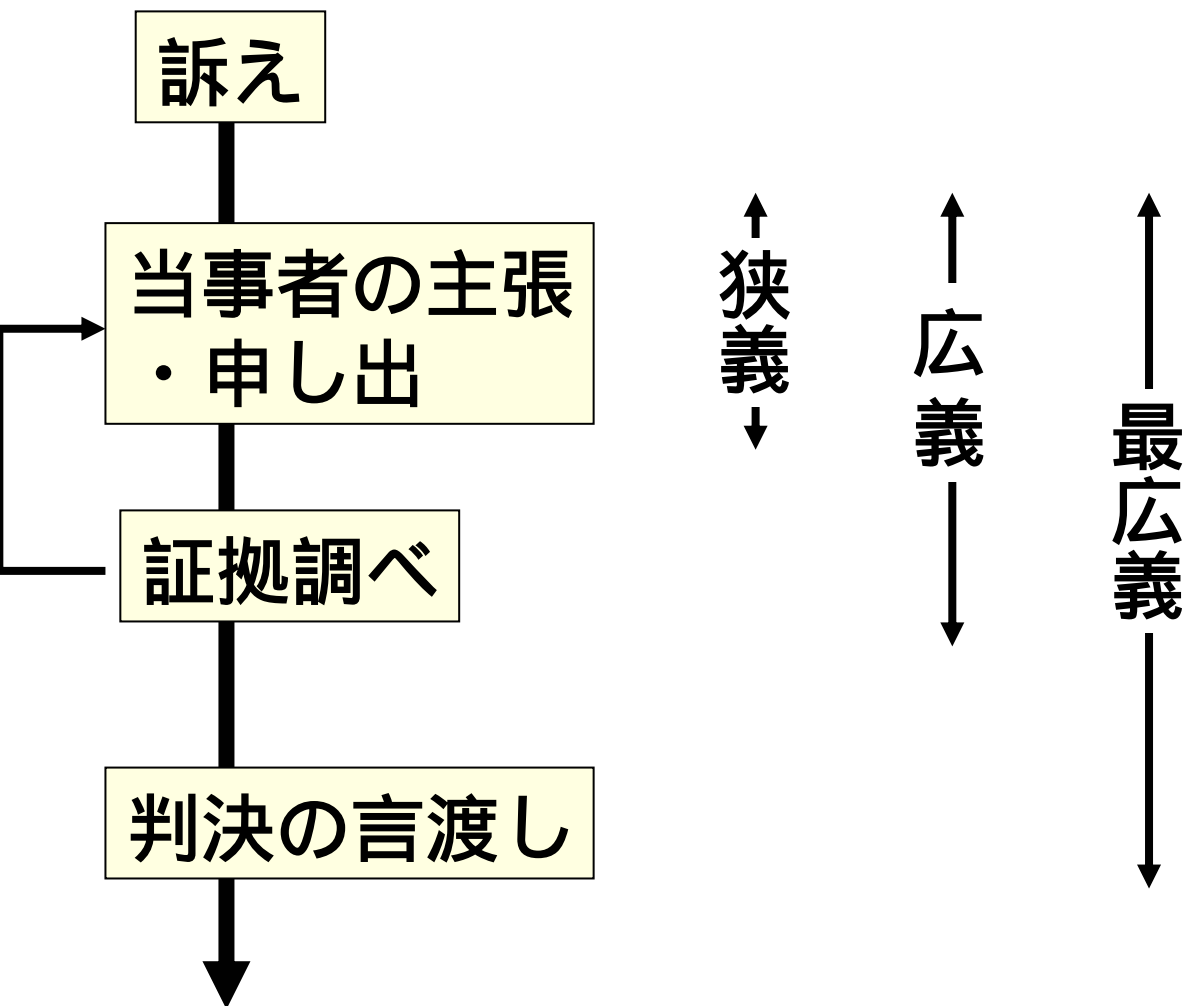 訴え
当事者の主張
・申し出
証拠調べ
判決の言渡し
狭義
広義
最広義